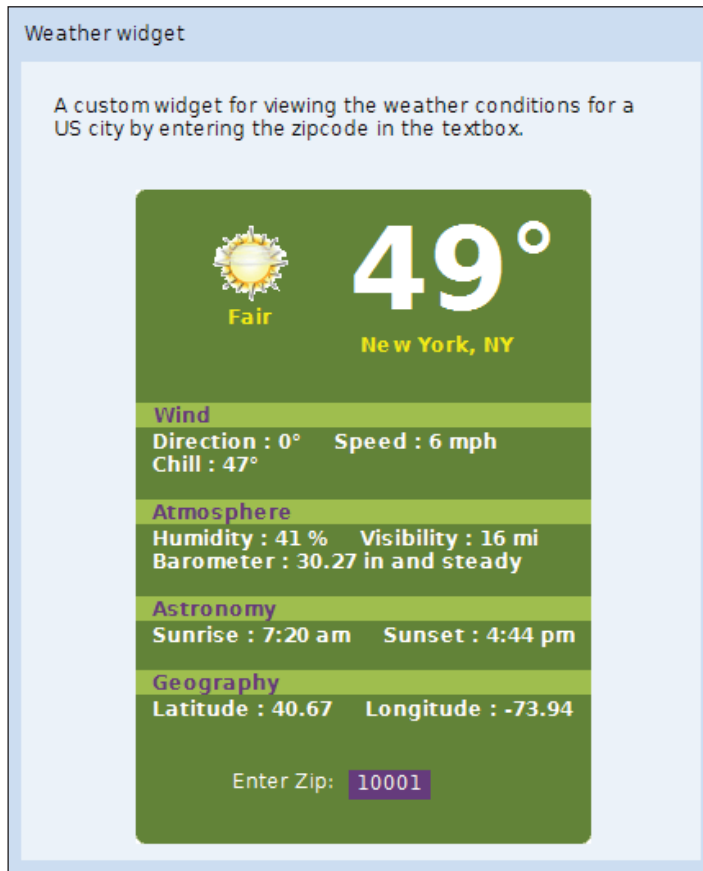 Weather widget
A custom widget for viewing the weather conditions for a
US city by entering the zipcode in the textbox.
49°
Fair
New York, NY
Wind
Direction : 0° Speed : 6 mph
Chill : 47°
Atmosphere
Humidity : 41 % Visibility : 16 mi
Barometer : 30.27 in and steady
Astronomy
Sunrise : 7:20 am Sunset : 4:44 pm
Geography
Latitude : 40.67 Longitude : -73.94
Enter Zip: 10001